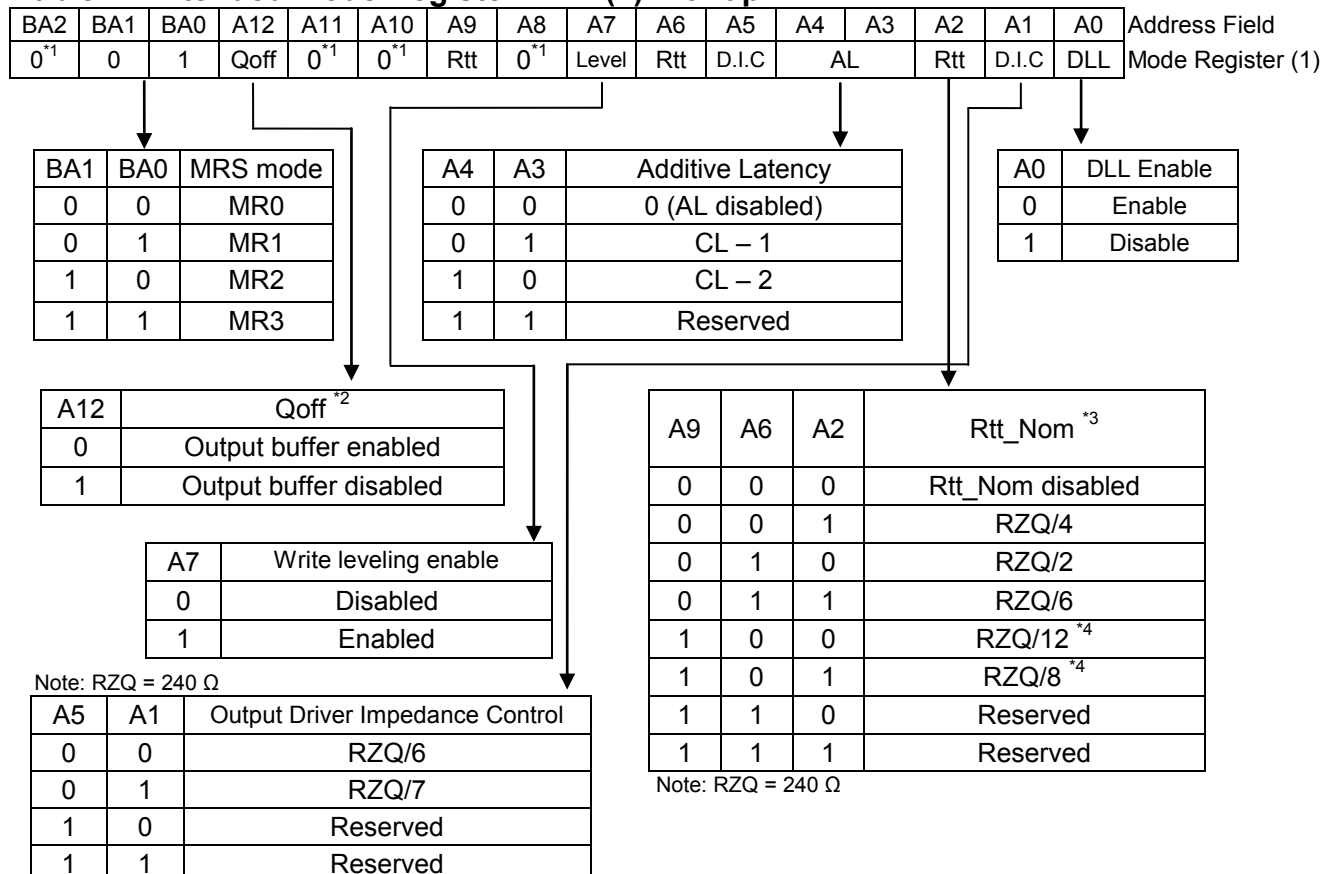 BA2 BA1 BA0 A12 A11 A10 A9 A8 A7 A6 A5 A4 A3 A2 A1 A0 Address Field
0*1 0 1 Qoff 0*1 0*1 Rtt 0*1 Level Rtt D.I.C AL Rtt D.I.C DLL Mode Register (1)
BA1 BA0 MRS mode
0 0 MR0
0 1 MR1
1 0 MR2
1 1 MR3
A4 A3 Additive Latency
0 0 0 (AL disabled)
0 1 CL – 1
1 0 CL – 2
1 1 Reserved
A0 DLL Enable
0 Enable
1 Disable
A12 Qoff *2
0 Output buffer enabled
1 Output buffer disabled
A7 Write leveling enable
0 Disabled
1 Enabled
A9 A6 A2 Rtt_Nom *3
0 0 0 Rtt_Nom disabled
0 0 1 RZQ/4
0 1 0 RZQ/2
0 1 1 RZQ/6
1 0 0 RZQ/12 *4
1 0 1 RZQ/8 *4
1 1 0 Reserved
1 1 1 Reserved
Note: RZQ = 240 Ω
Note: RZQ = 240 Ω
A5 A1 Output Driver Impedance Control
0 0 RZQ/6
0 1 RZQ/7
1 0 Reserved
1 1 Reserved